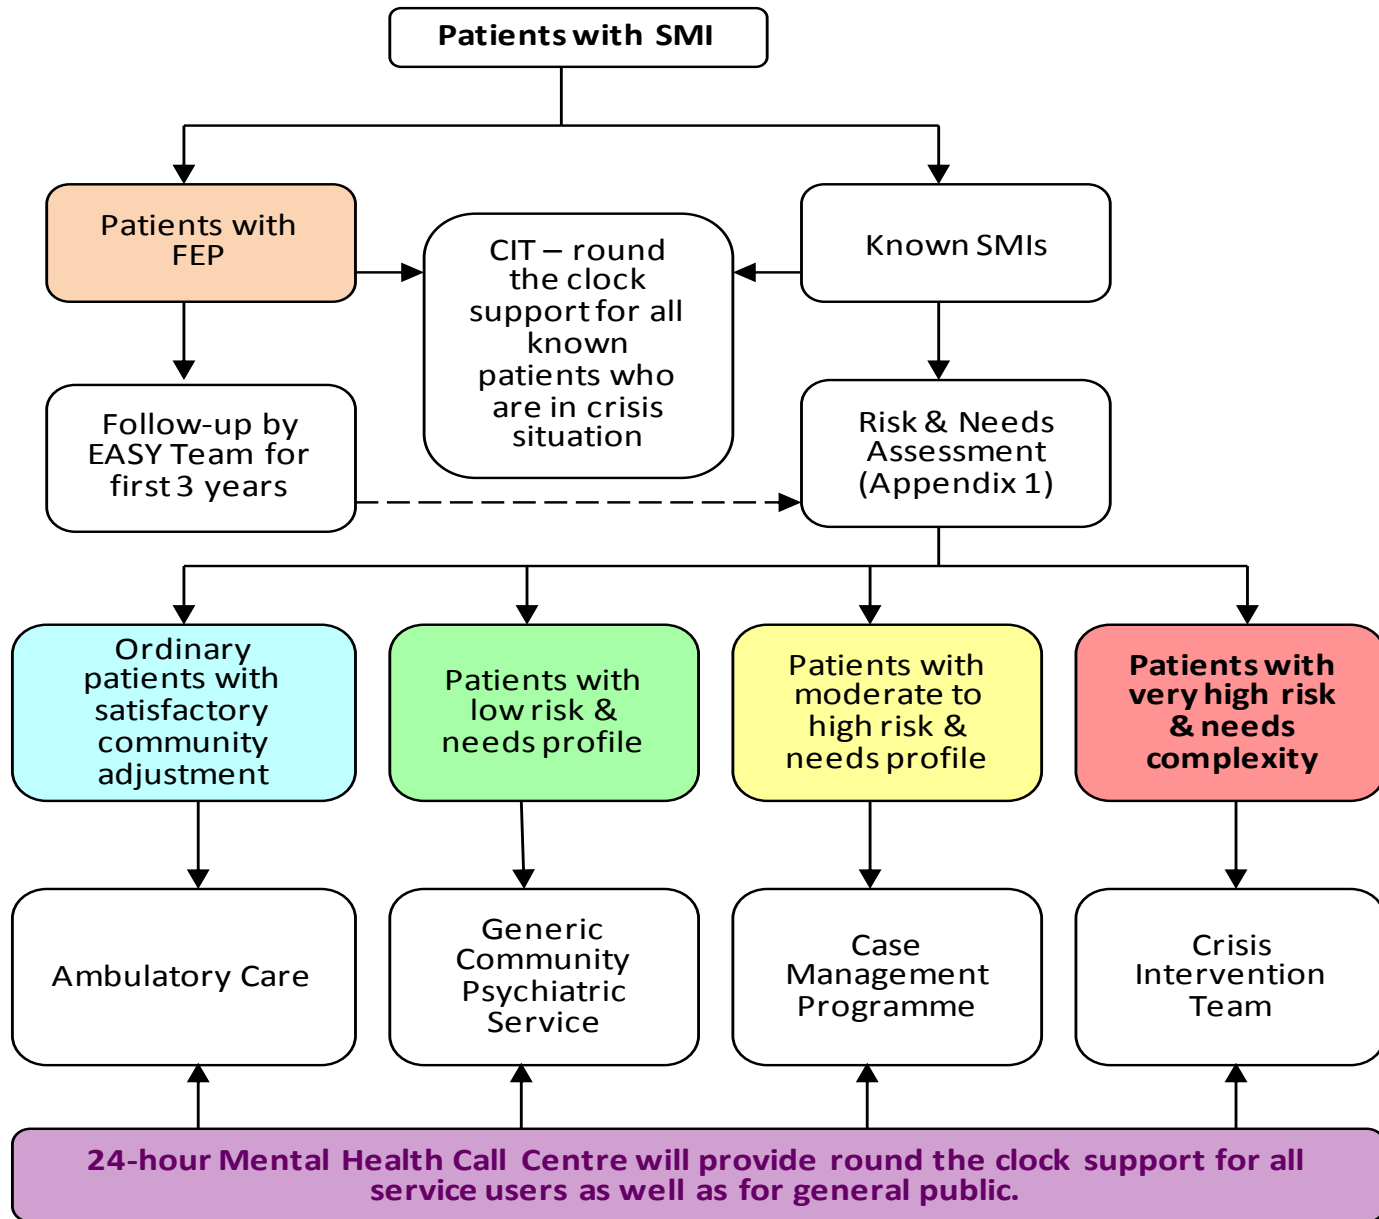 Patients with SMI
Patients with
FEP
CIT – round
the clock
support for all
known
patients who
are in crisis
situation
Known SMIs
Follow-up by
EASY Team for
first 3 years
Risk & Needs
Assessment
(Appendix 1)
Ordinary
patients with
satisfactory
community
adjustment
Patients with
low risk &
needs profile
Patients with
moderate to
high risk &
needs profile
Patients with
very high risk
& needs
complexity
Ambulatory Care
Generic
Community
Psychiatric
Service
Case
Management
Programme
Crisis
Intervention
Team
24-hour Mental Health Call Centre will provide round the clock support for all
service users as well as for general public.